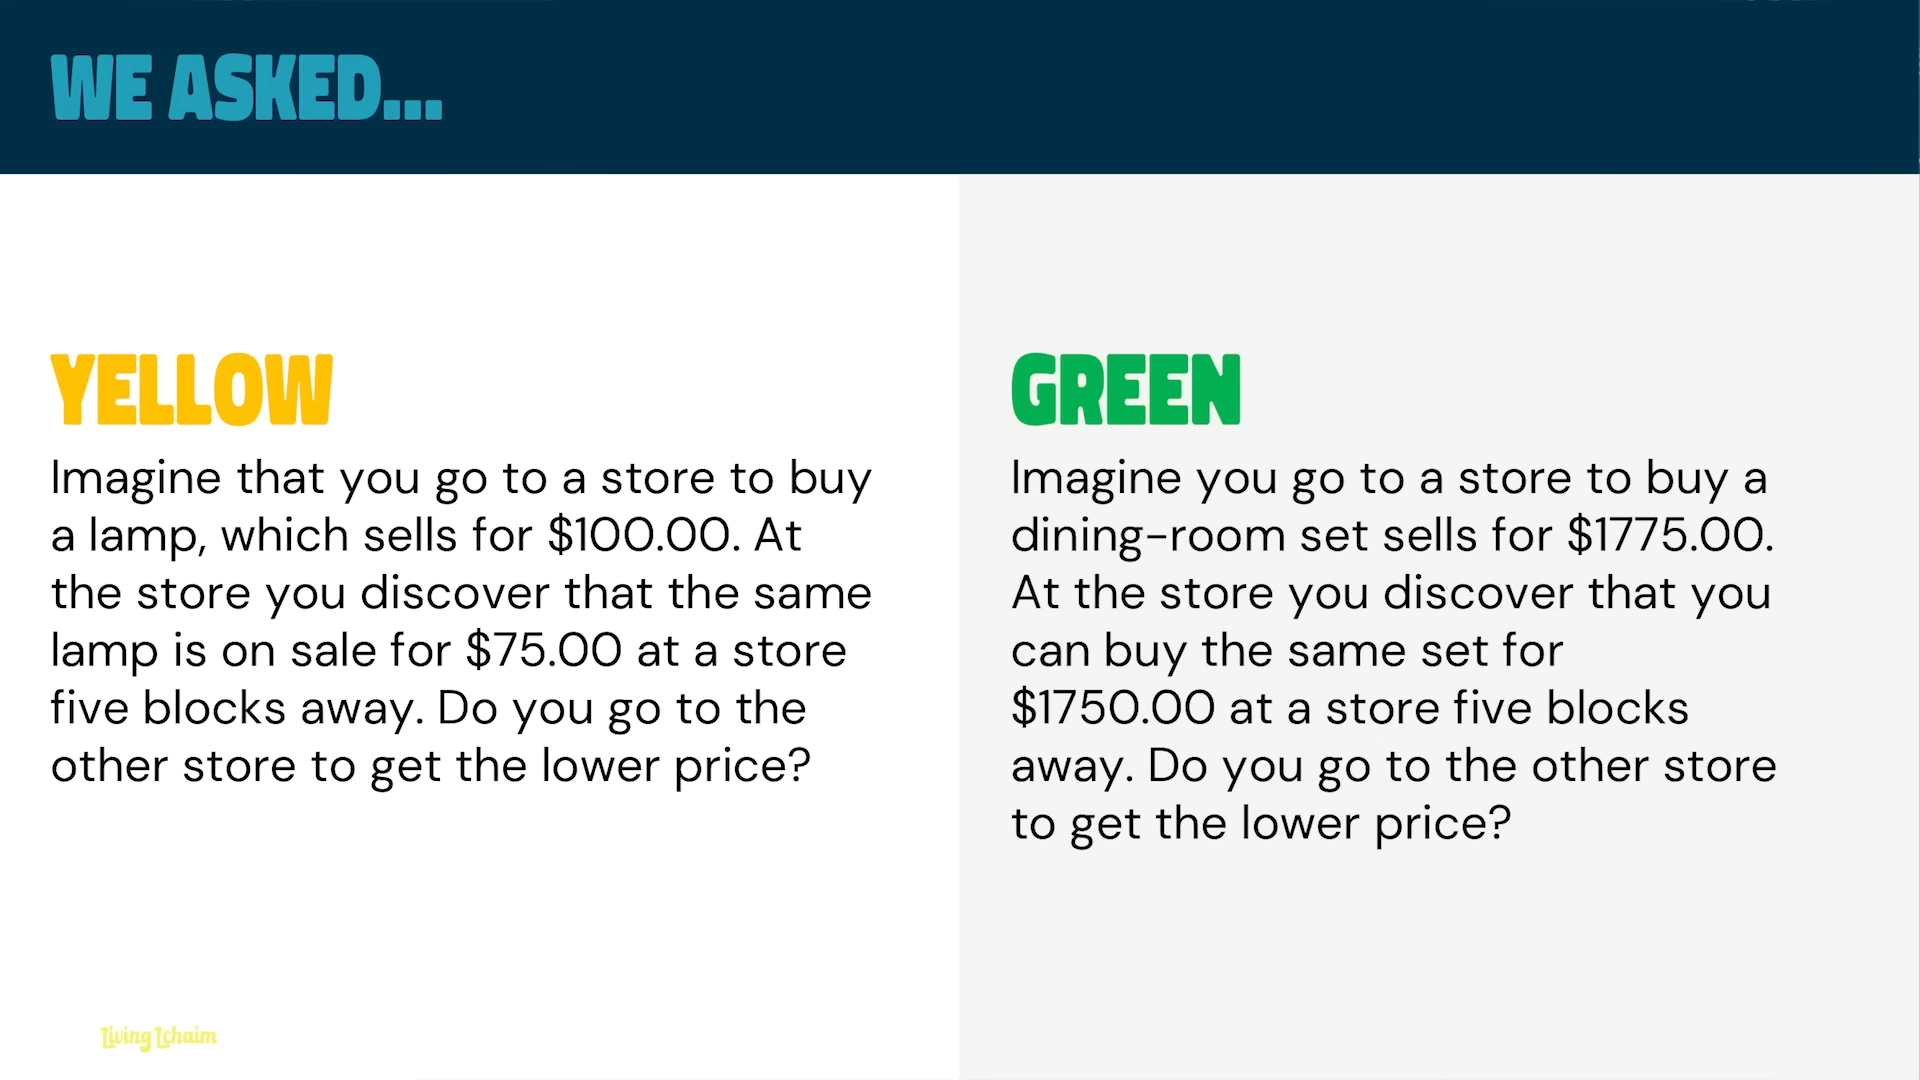 WE ASKED...
YELLOW
Imagine that you go to a store to buy
a lamp, which sells for $100.00. At
the store you discover that the same
lamp is on sale for $75.00 at a store
five blocks away. Do you go to the
other store to get the lower price?
GREEN
Imagine you go to a store to buy a
dining-room set sells for $1775.00.
At the store you discover that you
can buy the same set for
$1750.00 at a store five blocks
away. Do you go to the other store
to get the lower price?
Living Lchaim